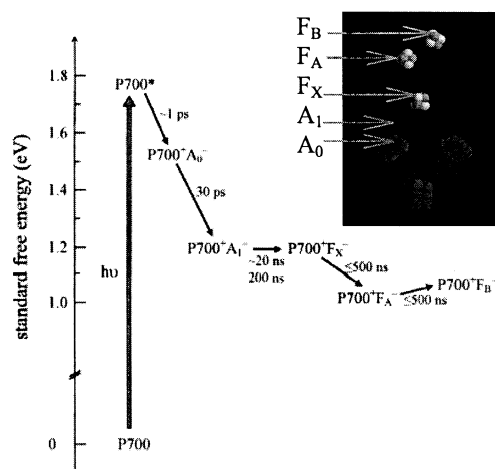 F_B
F_A
F_X
A_1
A_0
standard free energy (eV)
1.8
1.6
1.4
1.2
1.0
0
hυ
P700*
~1 ps
P700⁺A₀⁻
30 ps
P700⁺A₁⁻
~20 ns
200 ns
P700⁺F_X⁻
≤500 ns
P700⁺F_A⁻
≤500 ns
P700⁺F_B⁻
P700